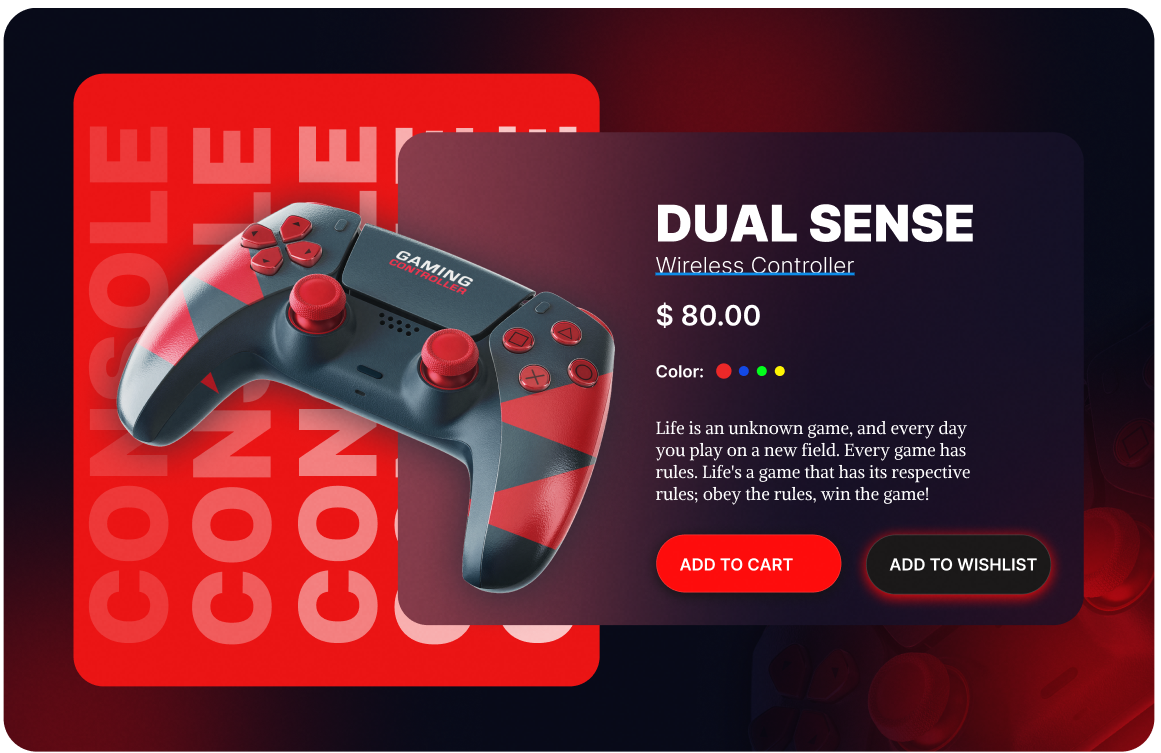 CONSOLE
CONSOLE
CONSOLE
GAMING
CONTROLLER
DUAL SENSE
Wireless Controller
$ 80.00
Color:
Life is an unknown game, and every day
you play on a new field. Every game has
rules. Life's a game that has its respective
rules; obey the rules, win the game!
ADD TO CART
ADD TO WISHLIST